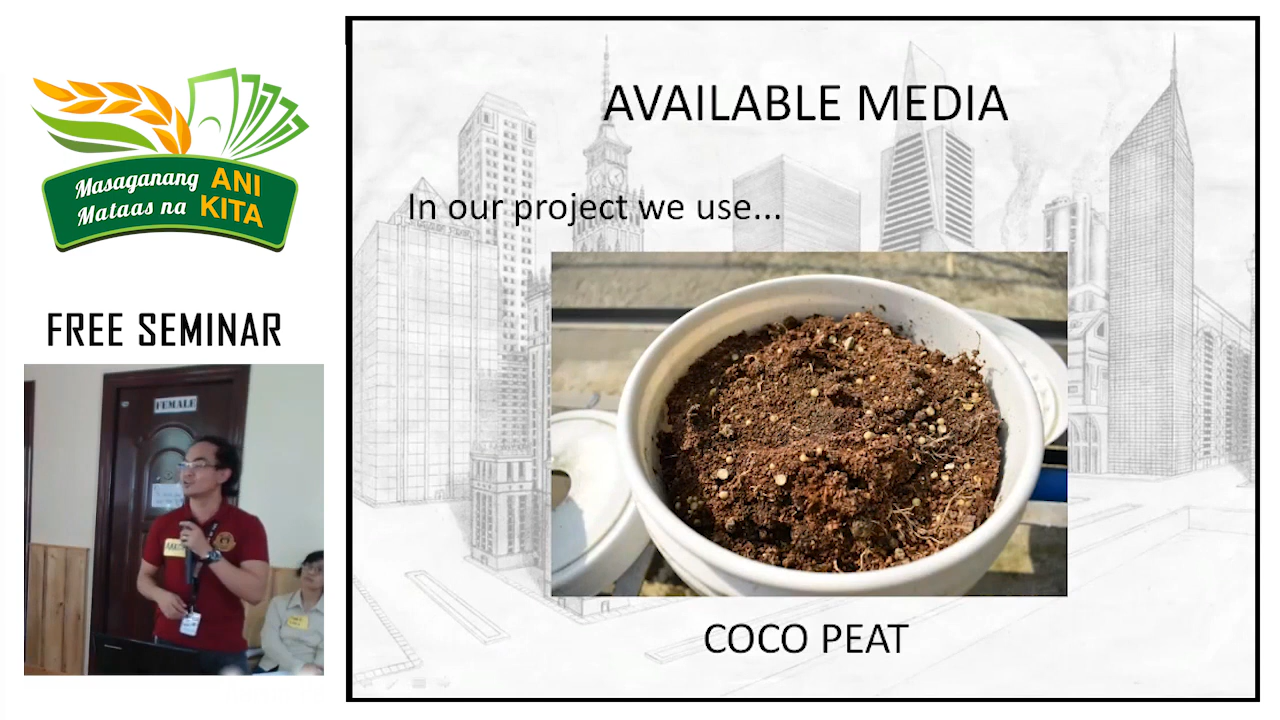 Masaganang ANI
Mataas na KITA
FREE SEMINAR
FEMALE
AVAILABLE MEDIA
In our project we use...
COCO PEAT